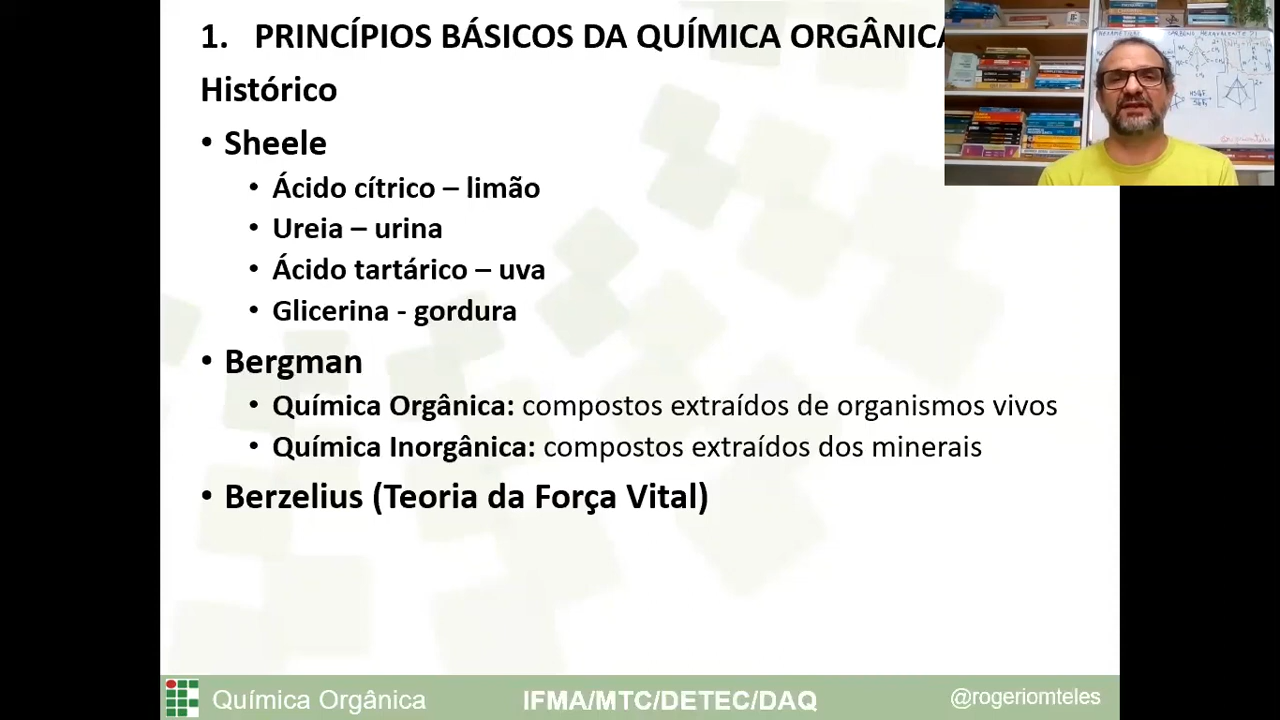 1. PRINCÍPIOS BÁSICOS DA QUÍMICA ORGÂNICA
Histórico
• Sheele
• Ácido cítrico – limão
• Ureia – urina
• Ácido tartárico – uva
• Glicerina - gordura
• Bergman
• Química Orgânica: compostos extraídos de organismos vivos
• Química Inorgânica: compostos extraídos dos minerais
• Berzelius (Teoria da Força Vital)
Química Orgânica
IFMA/MTC/DETEC/DAQ
@rogeriomteles